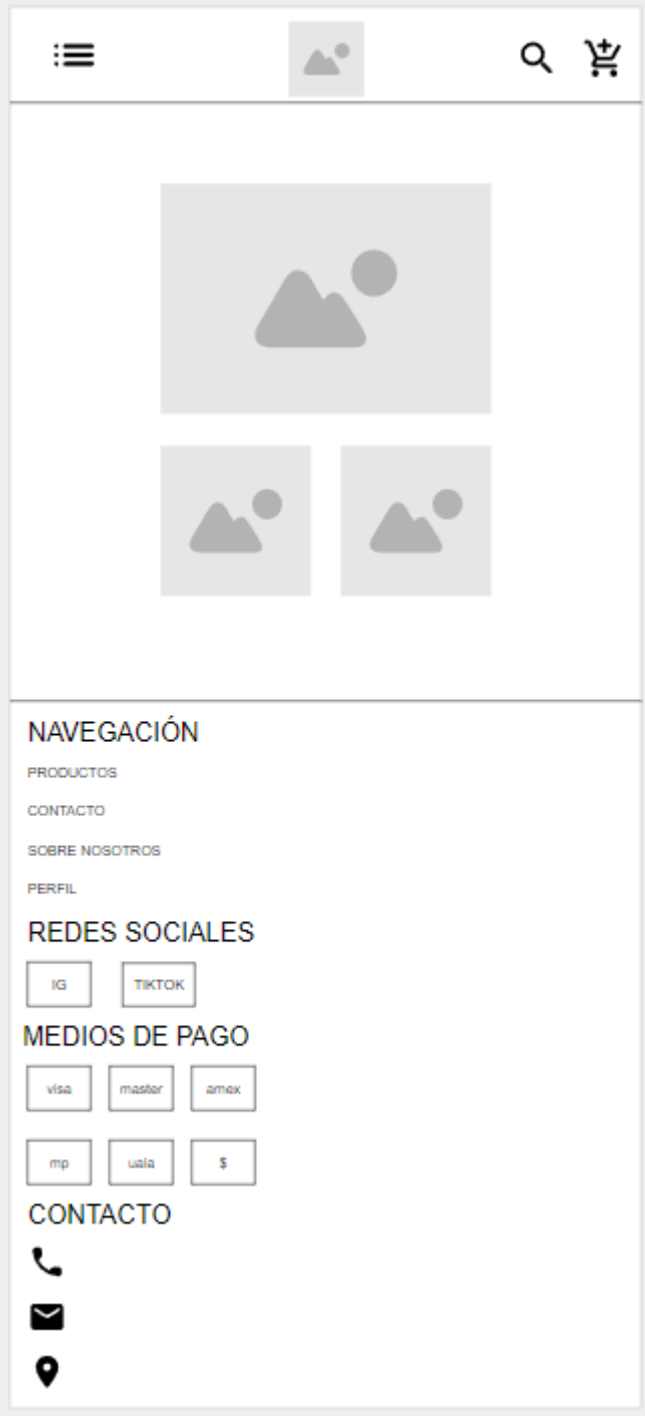 NAVEGACIÓN
PRODUCTOS
CONTACTO
SOBRE NOSOTROS
PERFIL
REDES SOCIALES
IG TIKTOK
MEDIOS DE PAGO
visa master amex
mp uala $
CONTACTO